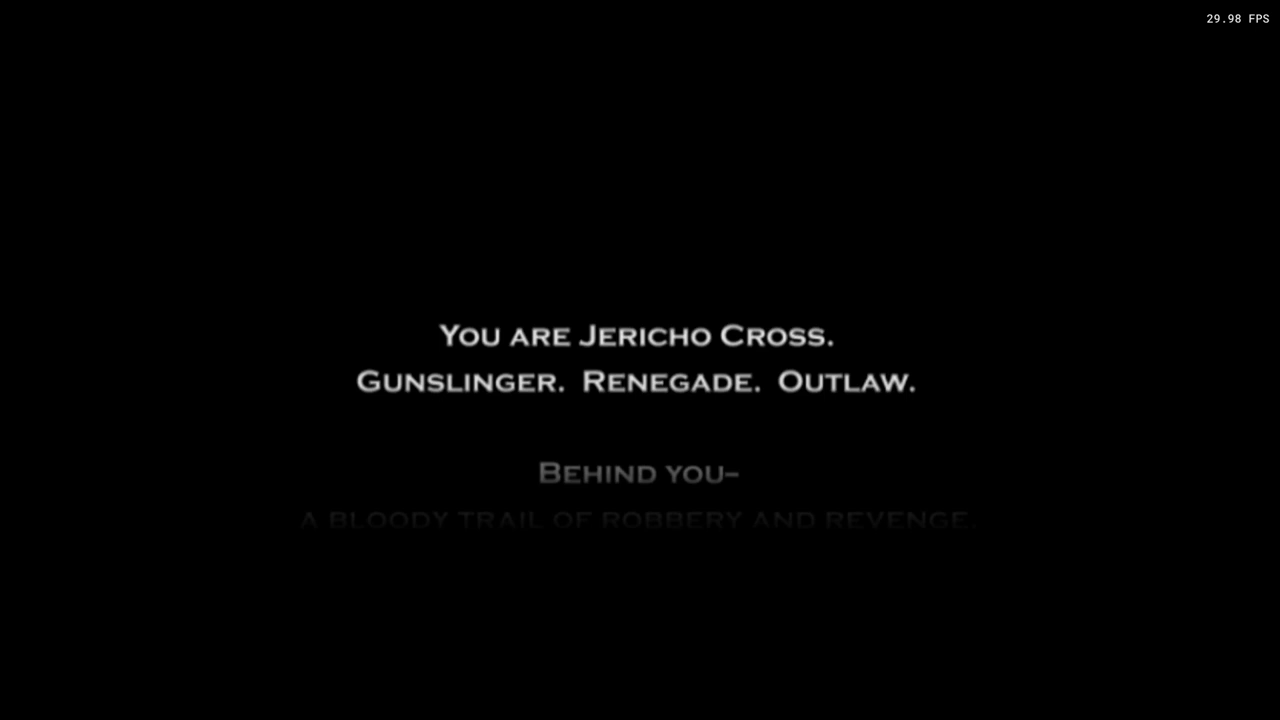 29.98 FPS
You are Jericho Cross.
Gunslinger.  Renegade.  Outlaw.
Behind you–
a bloody trail of robbery and revenge.